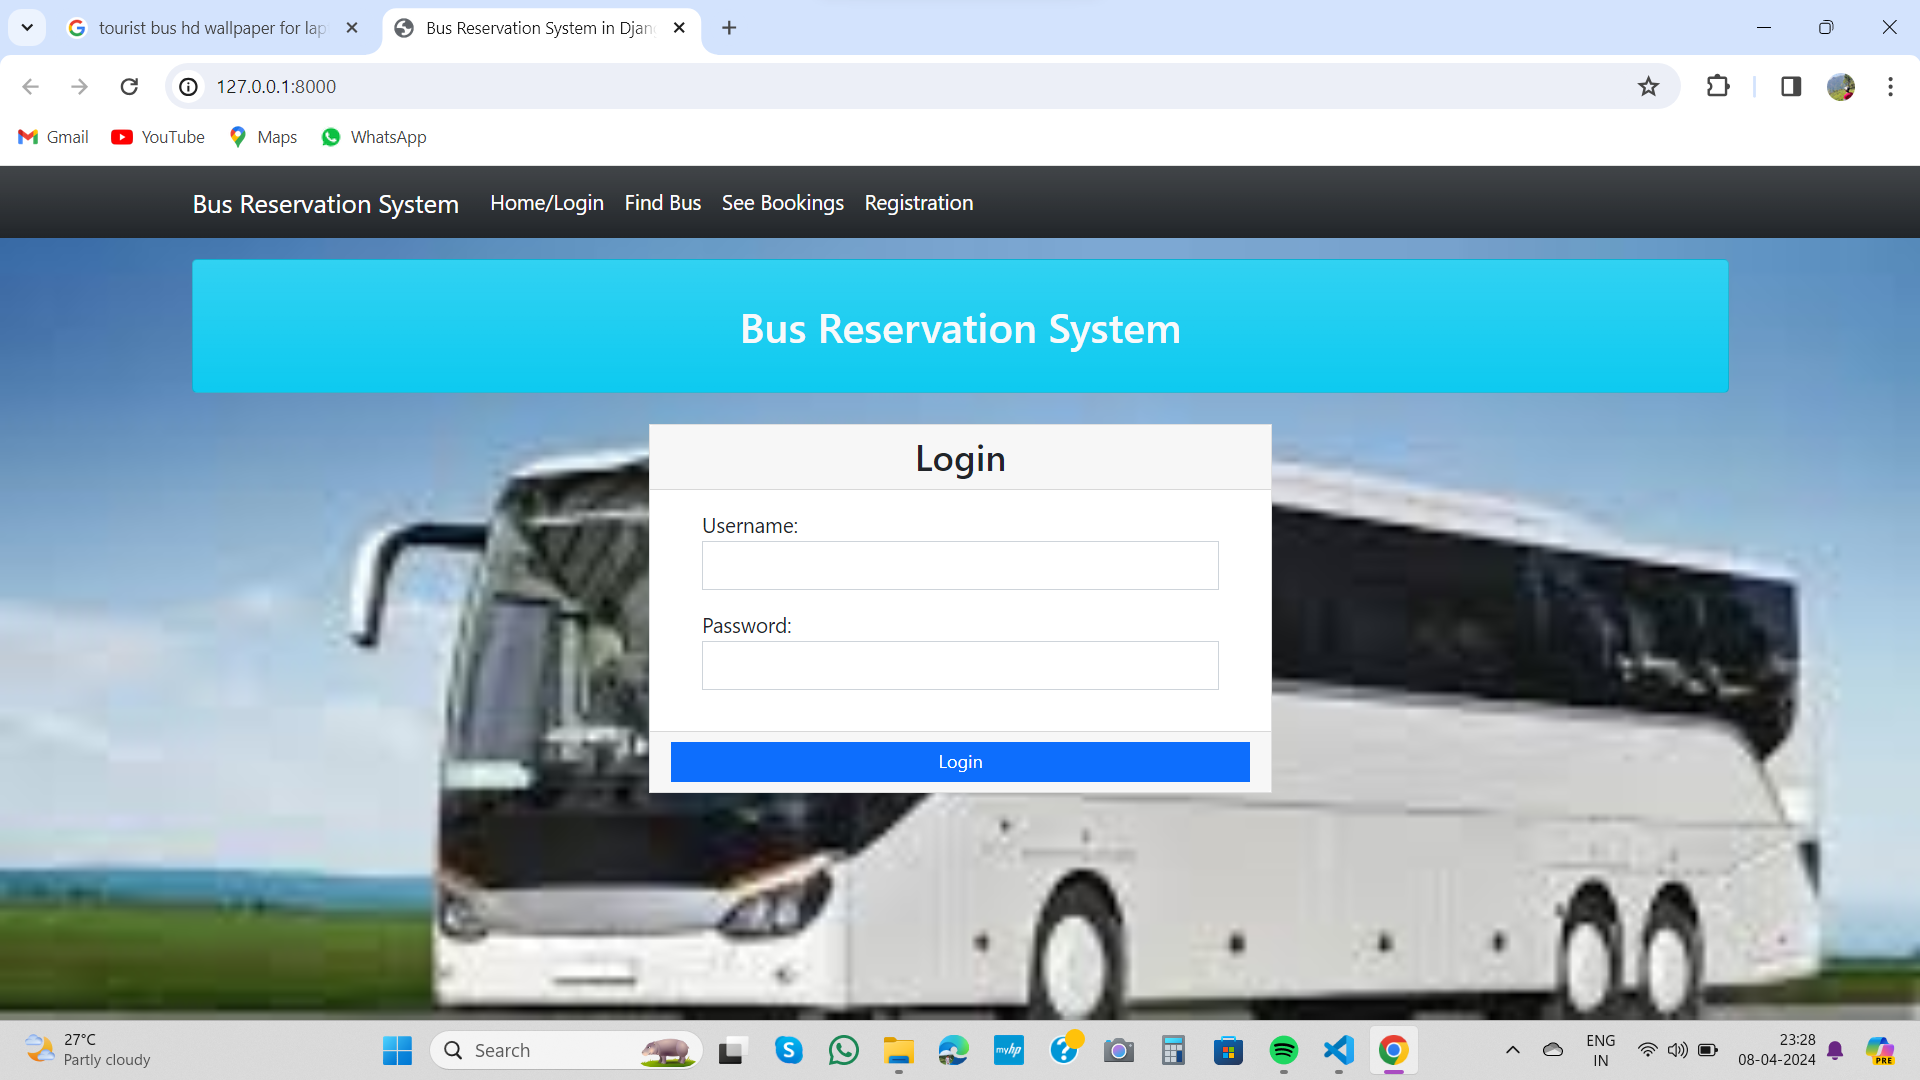 tourist bus hd wallpaper for lap
Bus Reservation System in Djan
127.0.0.1:8000
Gmail
YouTube
Maps
WhatsApp
Bus Reservation System
Home/Login
Find Bus
See Bookings
Registration
Bus Reservation System
Login
Username:
Password:
Login
27°C
Partly cloudy
Search
myhp
ENG
IN
23:28
08-04-2024
PRE